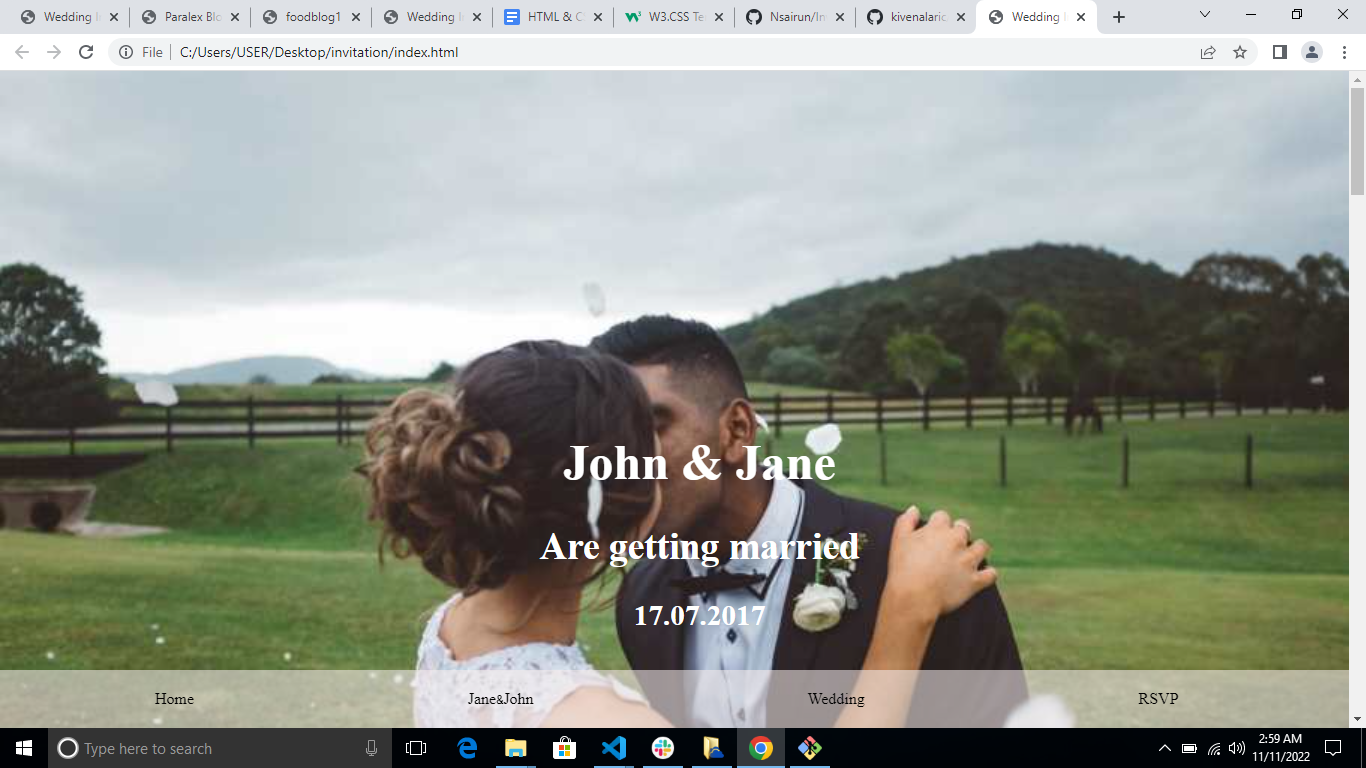 Wedding I
Paralex Blo
foodblog1
Wedding I
HTML & C
W3.CSS Te
Nsairun/In
kivenalaric
Wedding I
File C:/Users/USER/Desktop/invitation/index.html
John & Jane
Are getting married
17.07.2017
Home Jane&John Wedding RSVP
Type here to search
2:59 AM
11/11/2022